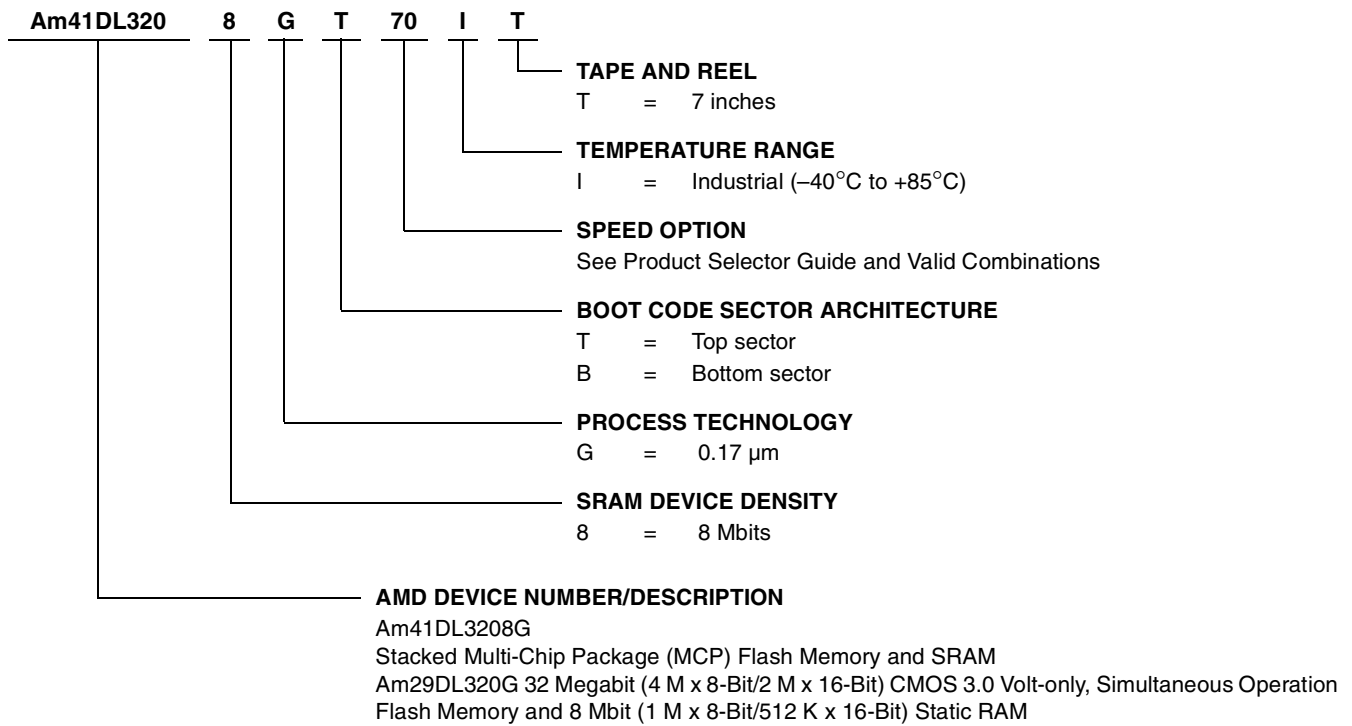 Am41DL320 8 G T 70 I T
TAPE AND REEL
T = 7 inches
TEMPERATURE RANGE
I = Industrial (–40°C to +85°C)
SPEED OPTION
See Product Selector Guide and Valid Combinations
BOOT CODE SECTOR ARCHITECTURE
T = Top sector
B = Bottom sector
PROCESS TECHNOLOGY
G = 0.17 µm
SRAM DEVICE DENSITY
8 = 8 Mbits
AMD DEVICE NUMBER/DESCRIPTION
Am41DL3208G
Stacked Multi-Chip Package (MCP) Flash Memory and SRAM
Am29DL320G 32 Megabit (4 M x 8-Bit/2 M x 16-Bit) CMOS 3.0 Volt-only, Simultaneous Operation
Flash Memory and 8 Mbit (1 M x 8-Bit/512 K x 16-Bit) Static RAM